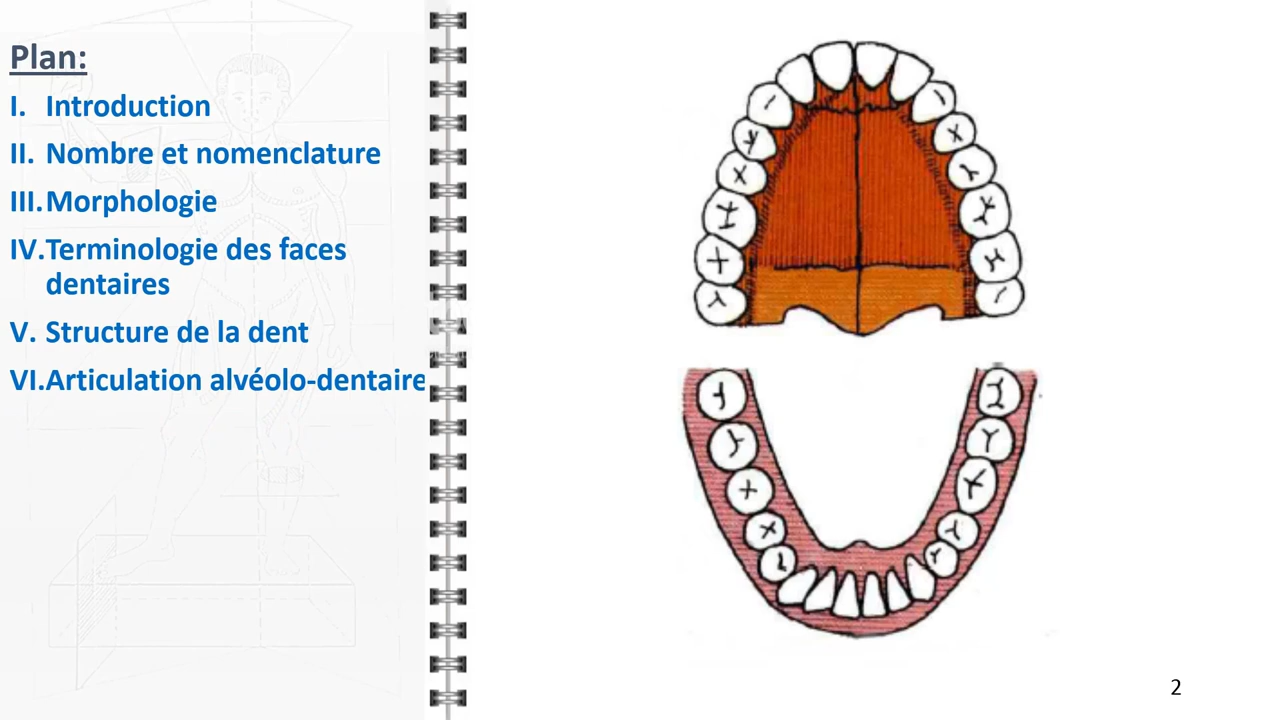 Plan:
I. Introduction
II. Nombre et nomenclature
III. Morphologie
IV. Terminologie des faces
dentaires
V. Structure de la dent
VI. Articulation alvéolo-dentaire
2